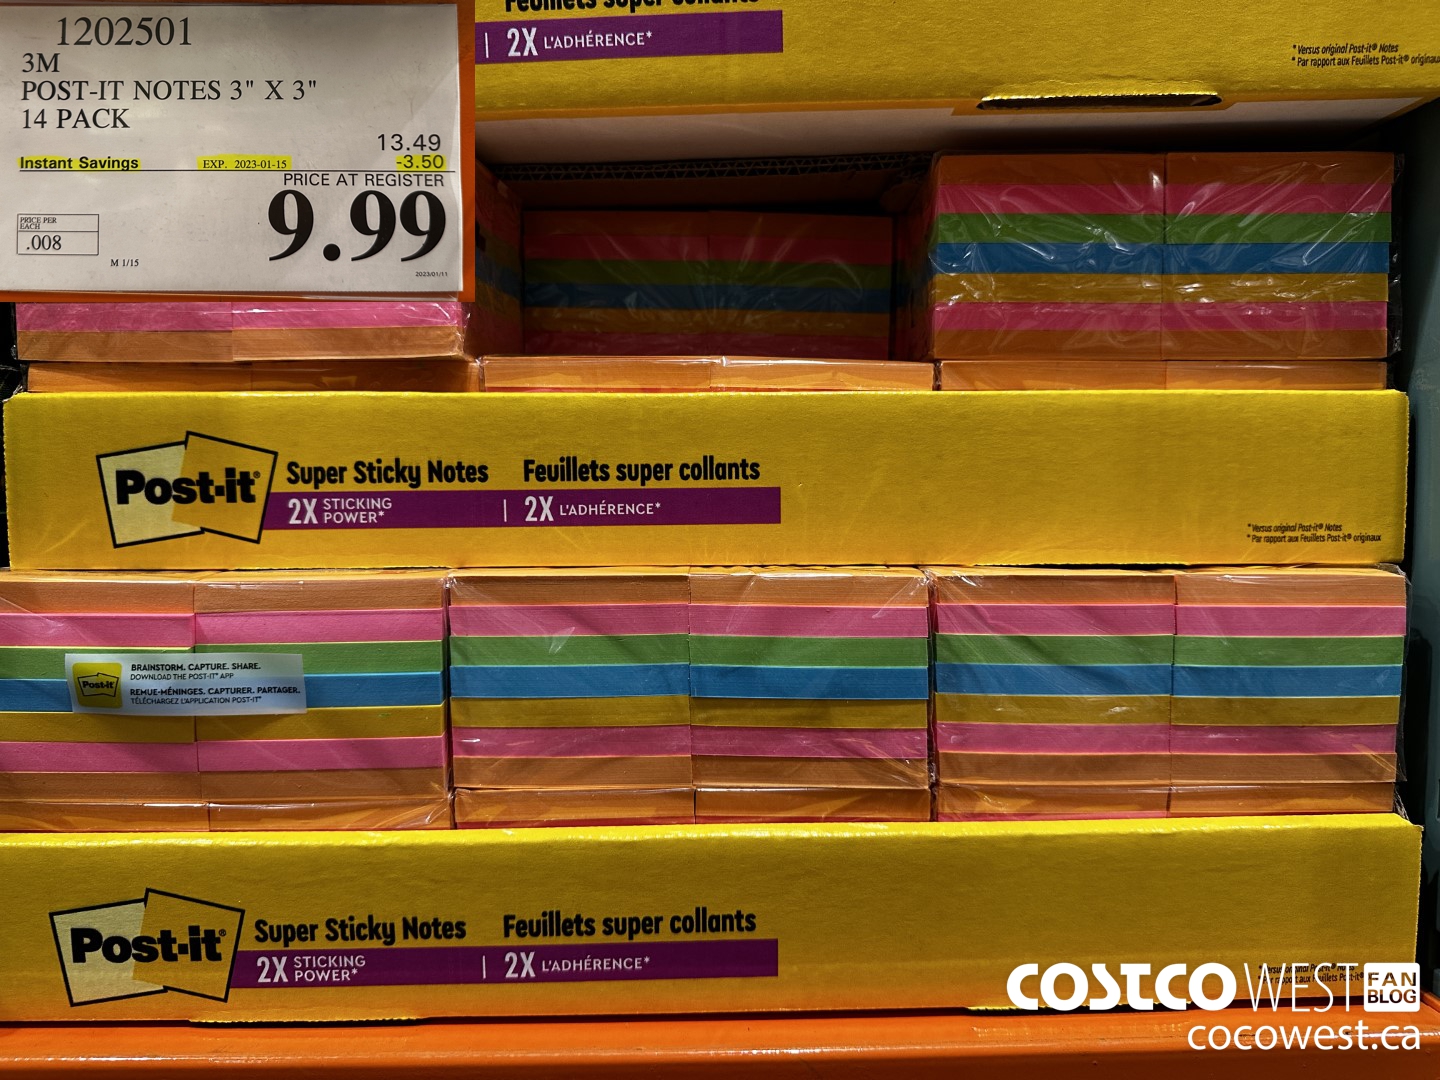 1202501
3M
POST-IT NOTES 3" X 3"
14 PACK
13.49
Instant Savings EXP. 2023-01-15 -3.50
PRICE AT REGISTER
9.99
PRICE PER
EACH
.008
M 1/15
2023/01/11
Feuillets super collants
2X L'ADHÉRENCE*
*Versus original Post-it® Notes
* Par rapport aux Feuillets Post-it® originaux
Post-it®
Super Sticky Notes Feuillets super collants
2X STICKING POWER* | 2X L'ADHÉRENCE*
*Versus original Post-it® Notes
* Par rapport aux Feuillets Post-it® originaux
Post-it
BRAINSTORM. CAPTURE. SHARE.
DOWNLOAD THE POST-IT® APP
REMUE-MÉNINGES. CAPTURER. PARTAGER.
TÉLÉCHARGEZ L'APPLICATION POST-IT®
Post-it®
Super Sticky Notes Feuillets super collants
2X STICKING POWER* | 2X L'ADHÉRENCE*
COSTCO WEST FAN BLOG
cocowest.ca